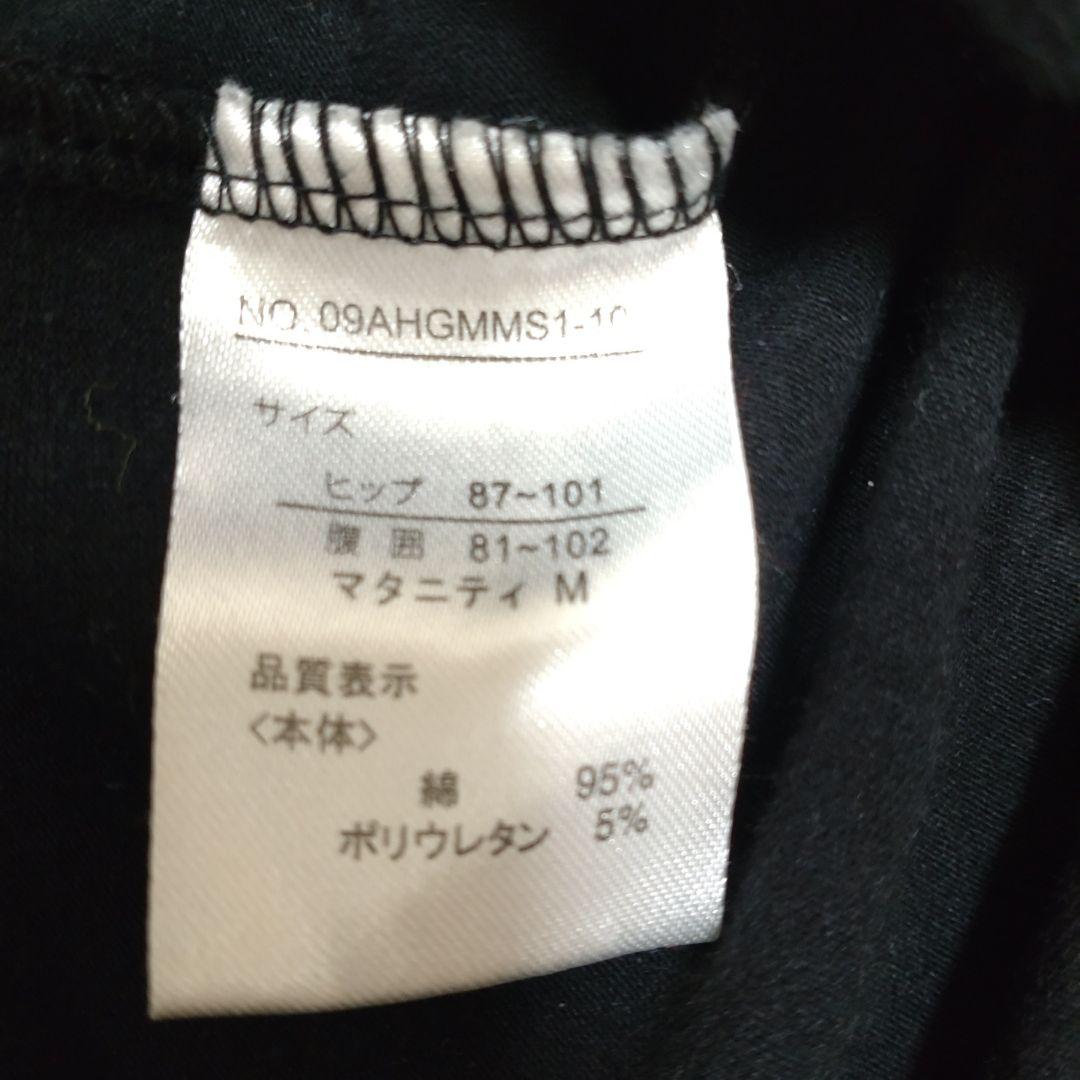 NO. 09AHGMMS1-10
サイズ
ヒップ 87~101
腹囲 81~102
マタニティ M
品質表示
〈本体〉
綿 95%
ポリウレタン 5%